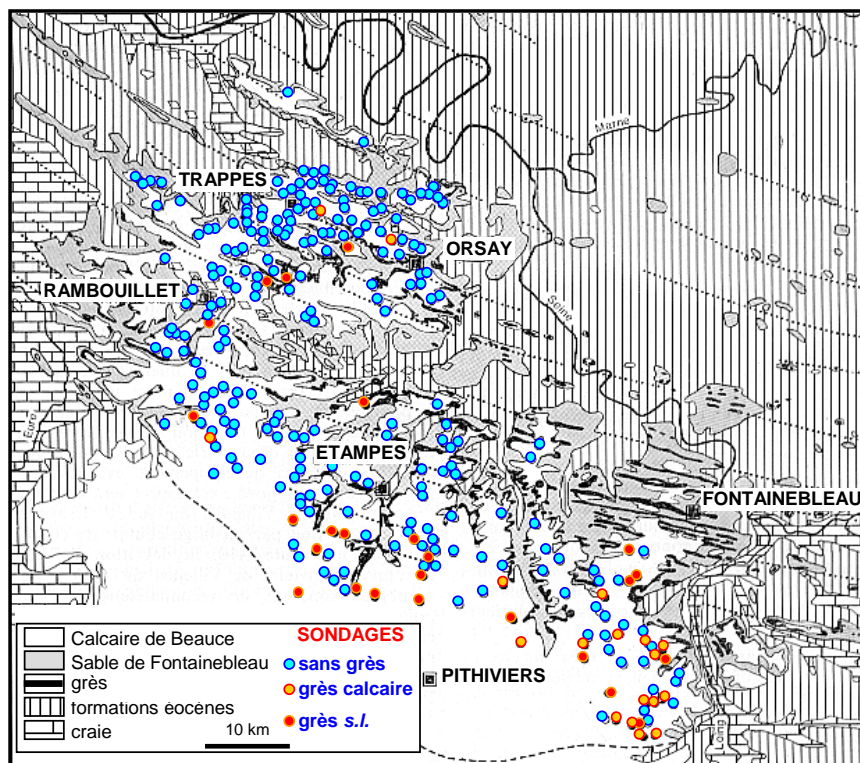 Marne
TRAPPES
ORSAY
RAMBOUILLET
Seine
Eure
ETAMPES
FONTAINEBLEAU
PITHIVIERS
Loing
Calcaire de Beauce
Sable de Fontainebleau
grès
formations éocènes
craie
10 km
SONDAGES
sans grès
grès calcaire
grès s.l.